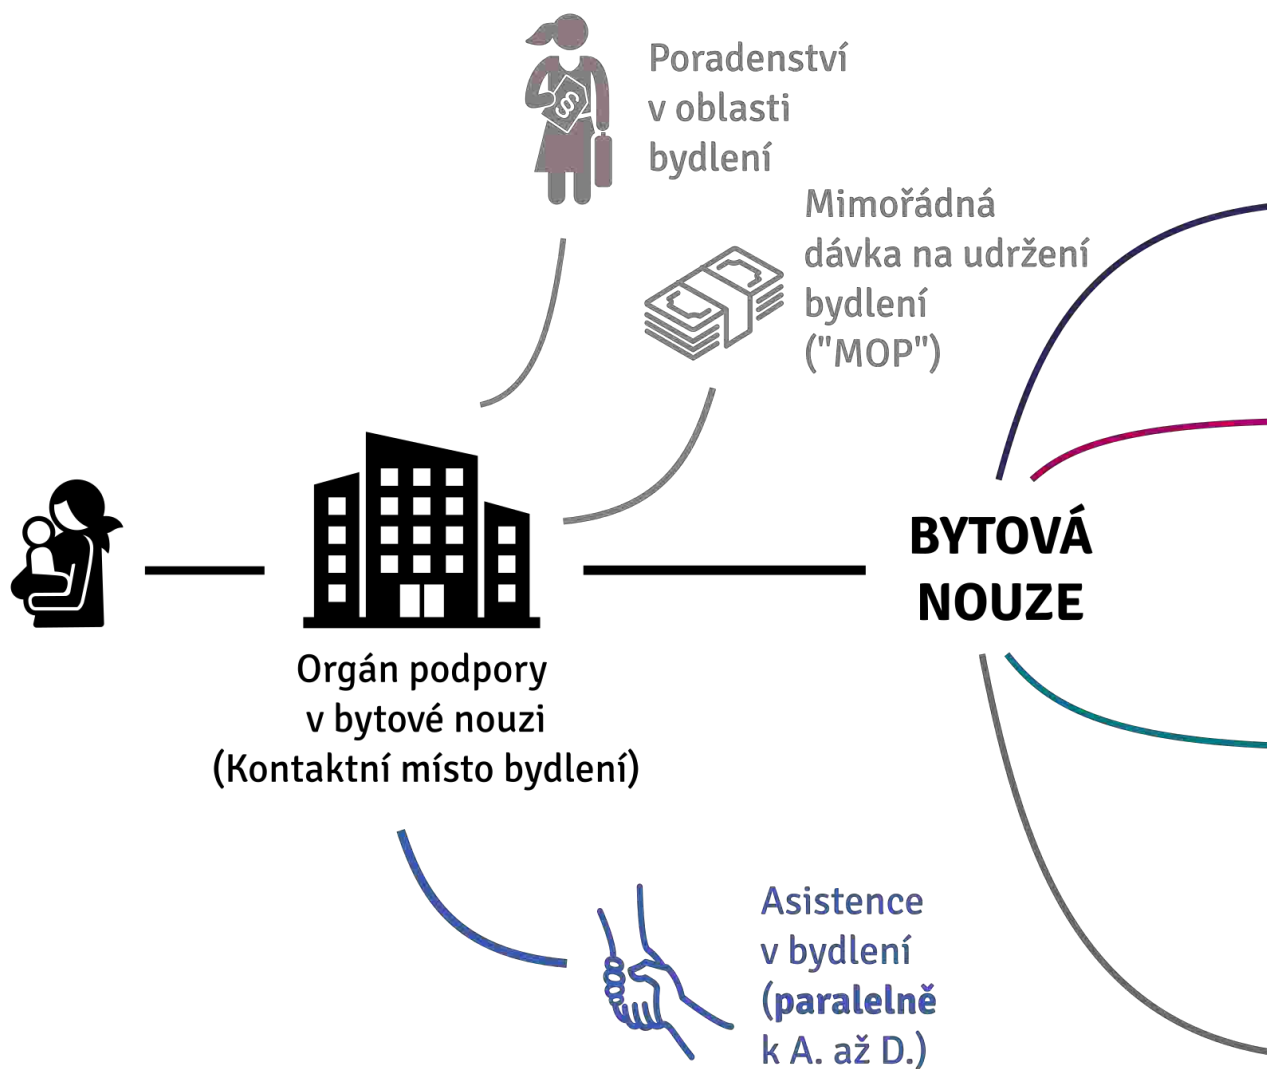 Poradenství
v oblasti
bydlení
Mimořádná
dávka na udržení
bydlení
("MOP")
BYTOVÁ
NOUZE
Orgán podpory
v bytové nouzi
(Kontaktní místo bydlení)
Asistence
v bydlení
(paralelně
k A. až D.)
§